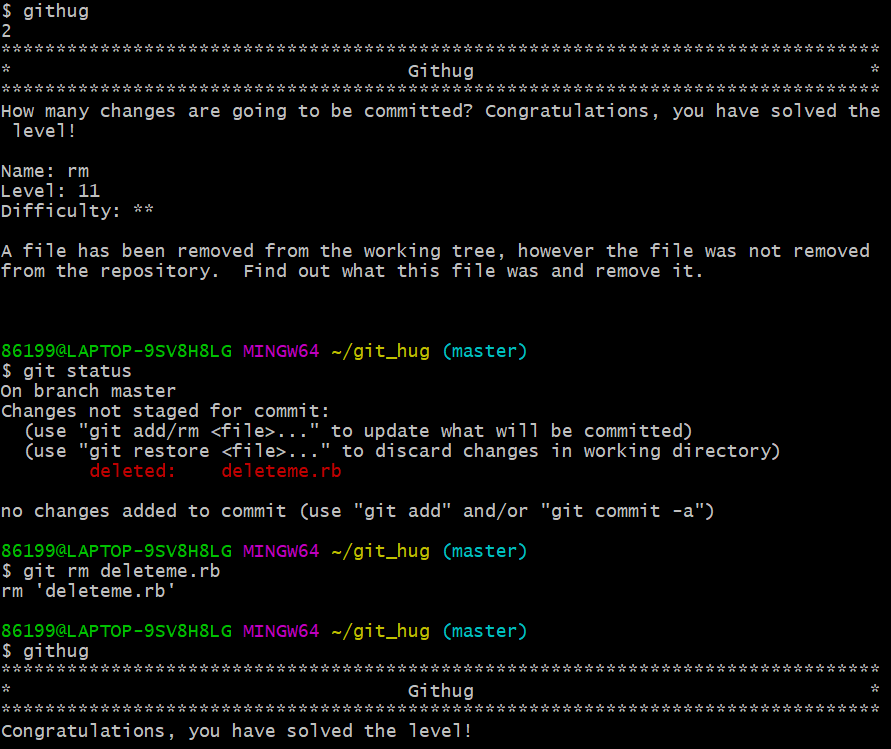 $ githug
2
********************************************************************************
*                                    Githug                                    *
********************************************************************************
How many changes are going to be committed? Congratulations, you have solved the
 level!
Name: rm
Level: 11
Difficulty: **
A file has been removed from the working tree, however the file was not removed
from the repository.  Find out what this file was and remove it.
86199@LAPTOP-9SV8H8LG MINGW64 ~/git_hug (master)
$ git status
On branch master
Changes not staged for commit:
  (use "git add/rm <file>..." to update what will be committed)
  (use "git restore <file>..." to discard changes in working directory)
        deleted:    deleteme.rb
no changes added to commit (use "git add" and/or "git commit -a")
86199@LAPTOP-9SV8H8LG MINGW64 ~/git_hug (master)
$ git rm deleteme.rb
rm 'deleteme.rb'
86199@LAPTOP-9SV8H8LG MINGW64 ~/git_hug (master)
$ githug
********************************************************************************
*                                    Githug                                    *
********************************************************************************
Congratulations, you have solved the level!